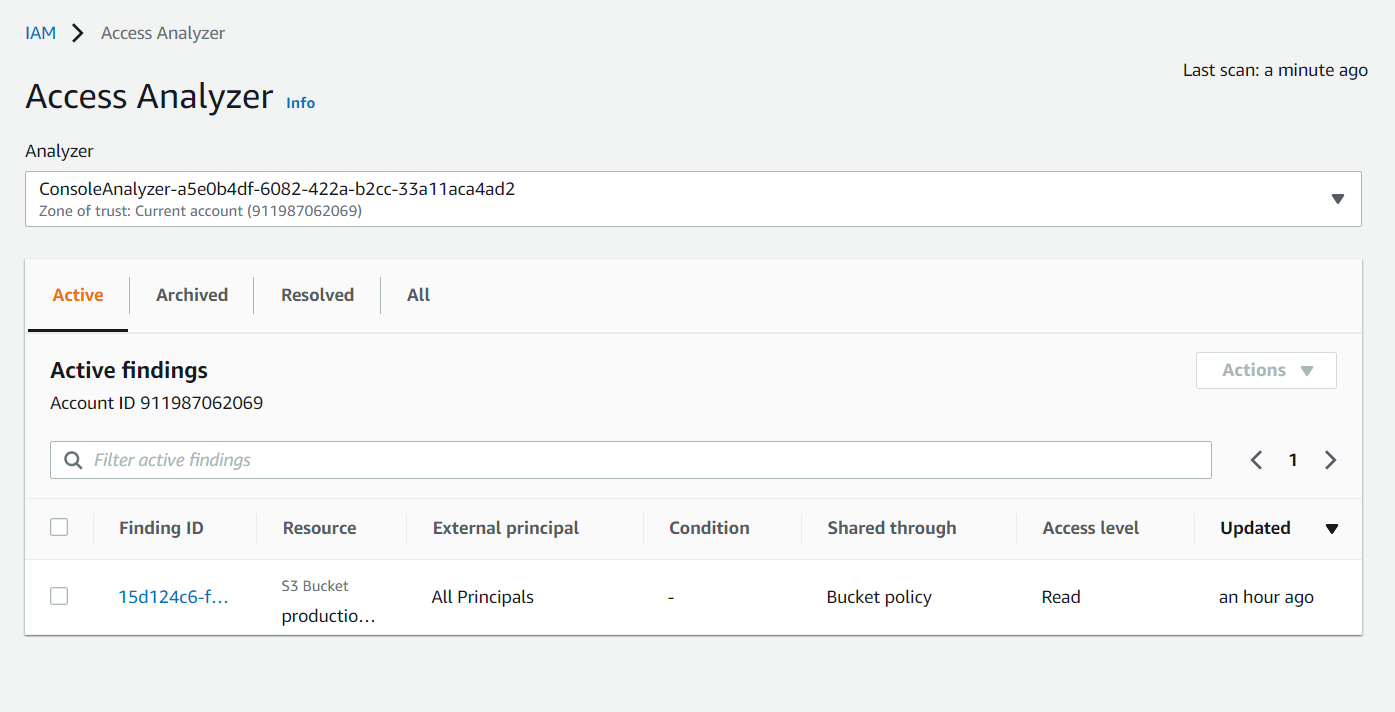 IAM > Access Analyzer
Last scan: a minute ago
Access Analyzer Info
Analyzer
ConsoleAnalyzer-a5e0b4df-6082-422a-b2cc-33a11aca4ad2
Zone of trust: Current account (911987062069)
Active Archived Resolved All
Active findings
Actions
Account ID 911987062069
Filter active findings
1
Finding ID Resource External principal Condition Shared through Access level Updated
S3 Bucket
15d124c6-f… All Principals - Bucket policy Read an hour ago
productio…